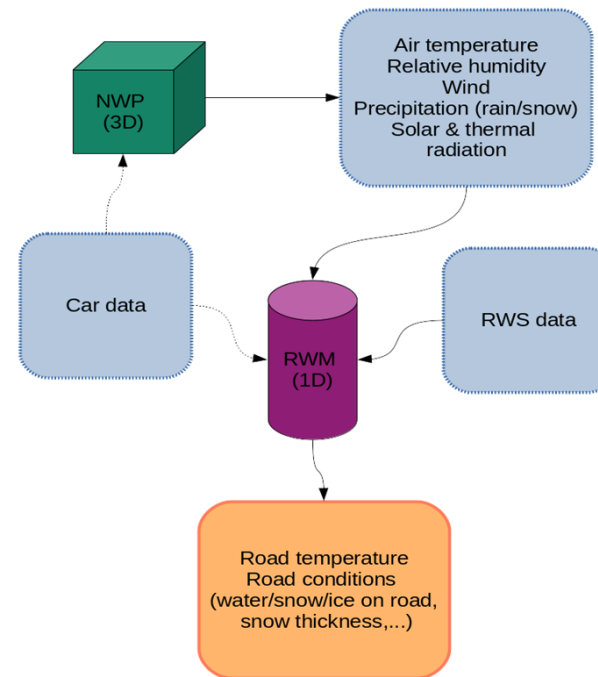 NWP
(3D)
Air temperature
Relative humidity
Wind
Precipitation (rain/snow)
Solar & thermal
radiation
Car data
RWM
(1D)
RWS data
Road temperature
Road conditions
(water/snow/ice on road,
snow thickness,...)